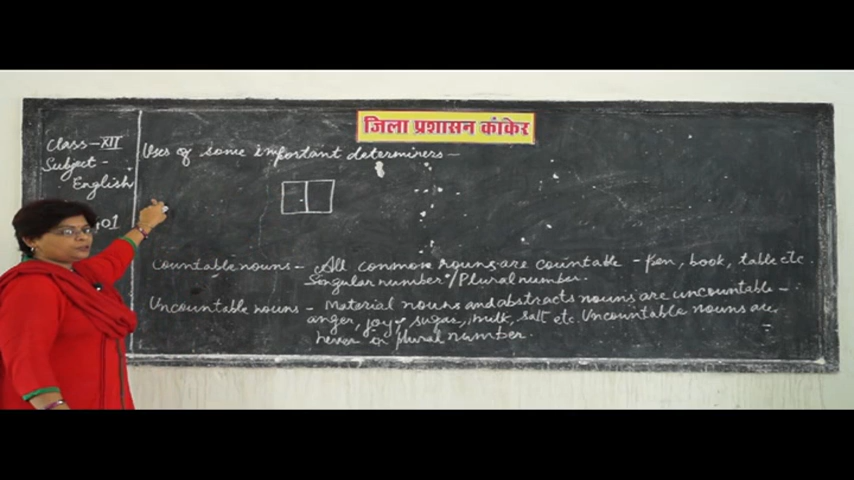 जिला प्रशासन कांकेर
Class-XII
Subject -
English
01
Uses of some important determiners -
Countable nouns - All common nouns are countable - Pen, book, table etc.
Singular number / Plural number.
Uncountable nouns - Material nouns and abstracts nouns are uncountable -
anger, joy, sugar, milk, salt etc. Uncountable nouns are
never in plural number.